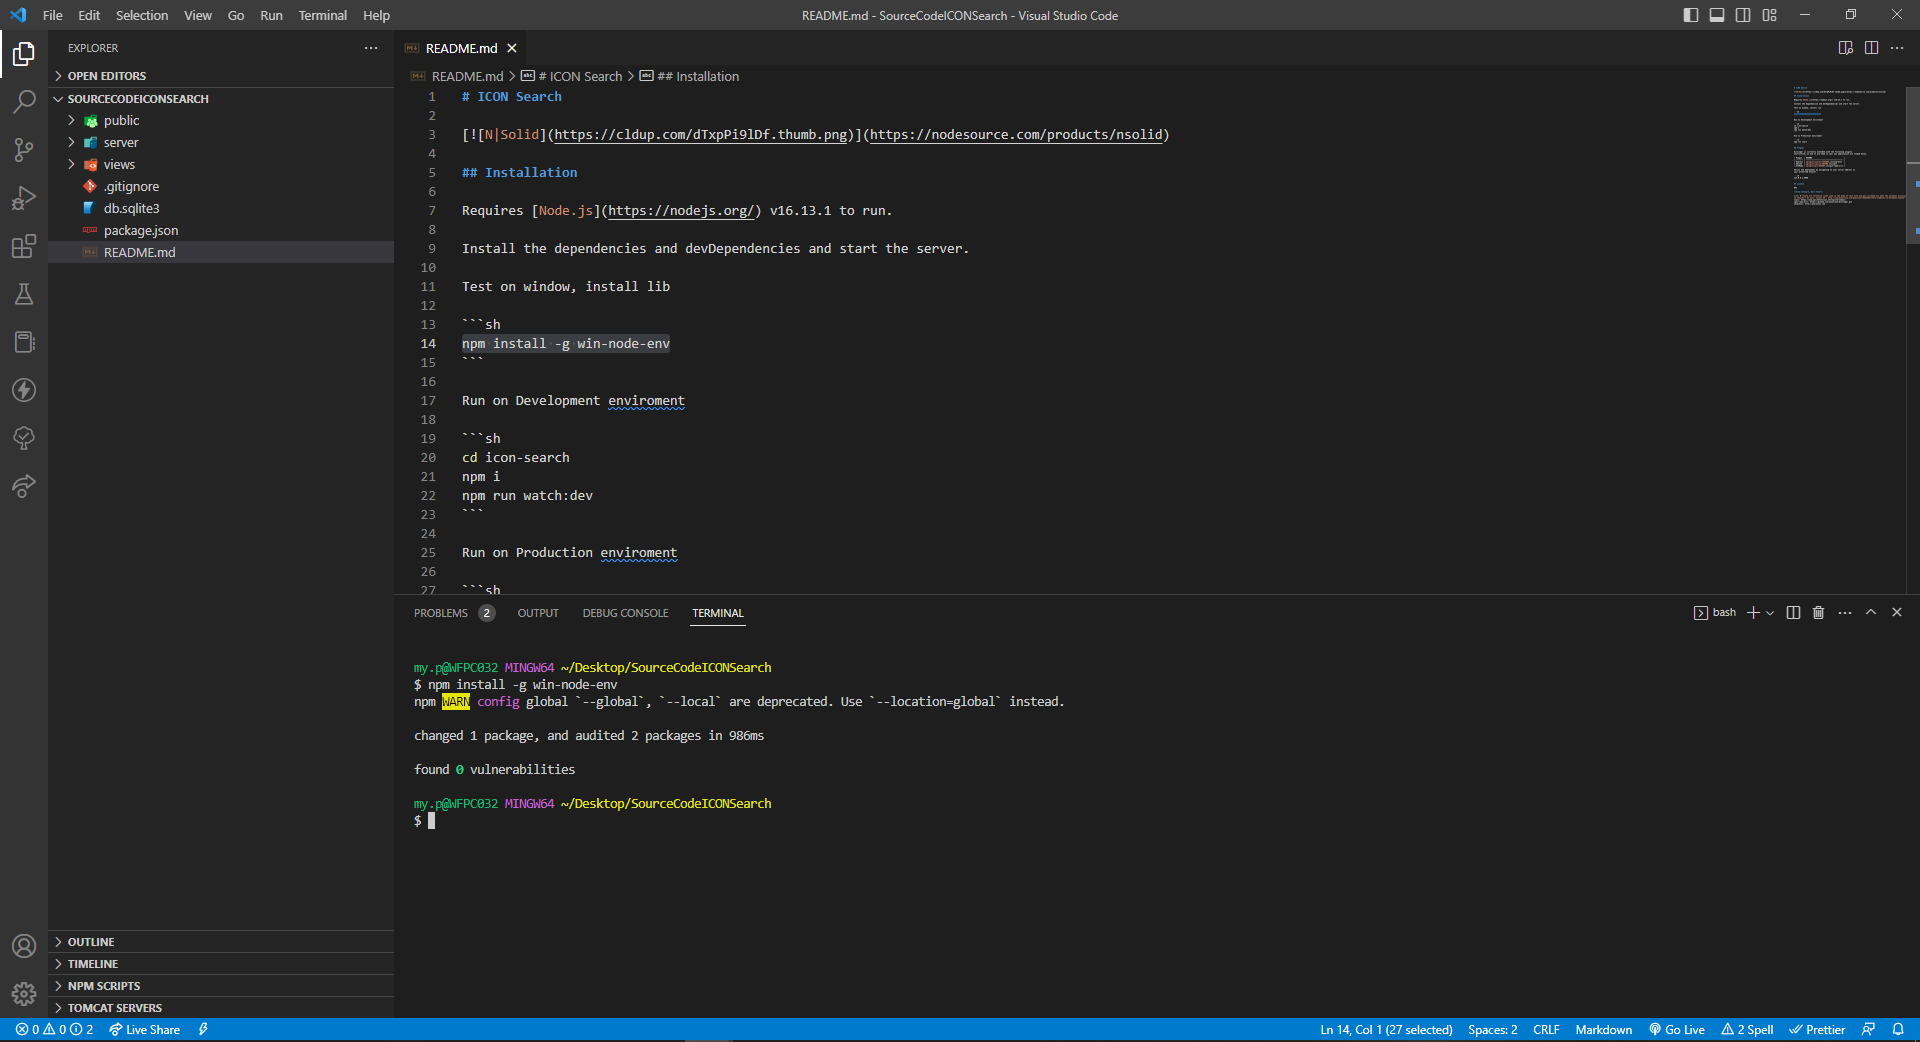 File Edit Selection View Go Run Terminal Help
README.md - SourceCodeICONSearch - Visual Studio Code
EXPLORER
OPEN EDITORS
SOURCECODEICONSEARCH
public
server
views
.gitignore
db.sqlite3
package.json
README.md
OUTLINE
TIMELINE
NPM SCRIPTS
TOMCAT SERVERS
README.md
README.md > # ICON Search > ## Installation
1 # ICON Search
2
3 [![N|Solid](https://cldup.com/dTxpPi9lDf.thumb.png)](https://nodesource.com/products/nsolid)
4
5 ## Installation
6
7 Requires [Node.js](https://nodejs.org/) v16.13.1 to run.
8
9 Install the dependencies and devDependencies and start the server.
10
11 Test on window, install lib
12
13 ```sh
14 npm install -g win-node-env
15 ```
16
17 Run on Development enviroment
18
19 ```sh
20 cd icon-search
21 npm i
22 npm run watch:dev
23 ```
24
25 Run on Production enviroment
26
27 ```sh
PROBLEMS 2 OUTPUT DEBUG CONSOLE TERMINAL
bash
my.p@WFPC032 MINGW64 ~/Desktop/SourceCodeICONSearch
$ npm install -g win-node-env
npm WARN config global `--global`, `--local` are deprecated. Use `--location=global` instead.
changed 1 package, and audited 2 packages in 986ms
found 0 vulnerabilities
my.p@WFPC032 MINGW64 ~/Desktop/SourceCodeICONSearch
$
0 0 2 Live Share
Ln 14, Col 1 (27 selected) Spaces: 2 CRLF Markdown Go Live 2 Spell Prettier